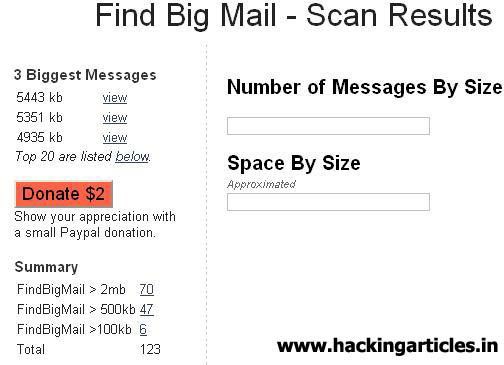 Find Big Mail - Scan Results
3 Biggest Messages
5443 kb view
5351 kb view
4935 kb view
Top 20 are listed below.
Donate $2
Show your appreciation with
a small Paypal donation.
Summary
FindBigMail > 2mb 70
FindBigMail > 500kb 47
FindBigMail >100kb 6
Total 123
Number of Messages By Size
Space By Size
Approximated
www.hackingarticles.in